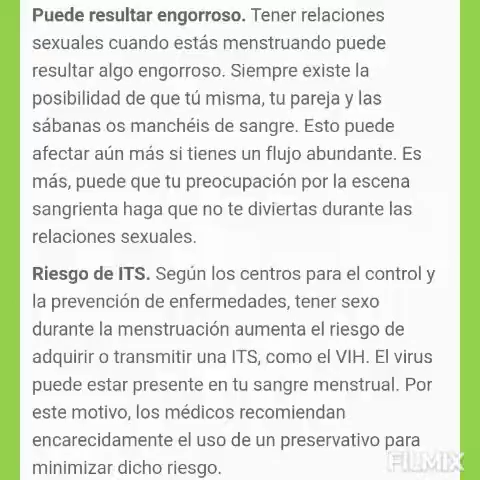 Puede resultar engorroso. Tener relaciones
sexuales cuando estás menstruando puede
resultar algo engorroso. Siempre existe la
posibilidad de que tú misma, tu pareja y las
sábanas os manchéis de sangre. Esto puede
afectar aún más si tienes un flujo abundante. Es
más, puede que tu preocupación por la escena
sangrienta haga que no te diviertas durante las
relaciones sexuales.
Riesgo de ITS. Según los centros para el control y
la prevención de enfermedades, tener sexo
durante la menstruación aumenta el riesgo de
adquirir o transmitir una ITS, como el VIH. El virus
puede estar presente en tu sangre menstrual. Por
este motivo, los médicos recomiendan
encarecidamente el uso de un preservativo para
minimizar dicho riesgo.
FILMIX